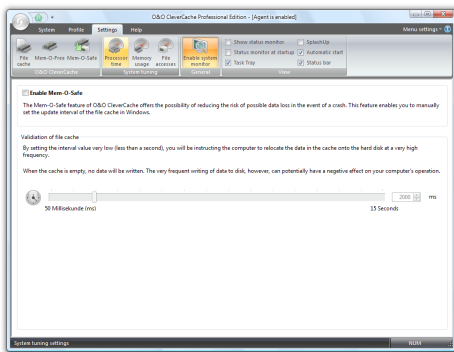 O&O CleverCache Professional Edition - [Agent is enabled]
System Profile Settings Help Menu settings
File cache Mem-O-Free Mem-O-Safe
O&O CleverCache
Processor time Memory usage File accesses
System tuning
Enable system monitor
General
Show status monitor SplashUp
Status monitor at startup Automatic start
Task Tray Status bar
View
Enable Mem-O-Safe
The Mem-O-Safe feature of O&O CleverCache offers the possibility of reducing the risk of possible data loss in the event of a crash. This feature enables you to manually
set the update interval of the file cache in Windows.
Validiation of file cache
By setting the interval value very low (less than a second), you will be instructing the computer to relocate the data in the cache onto the hard disk at a very high
frequency.
When the cache is empty, no data will be written. The very frequent writing of data to disk, however, can potentially have a negative effect on your computer's operation.
2000 ms
50 Millisekunde (ms) 15 Seconds
System tuning settings NUM